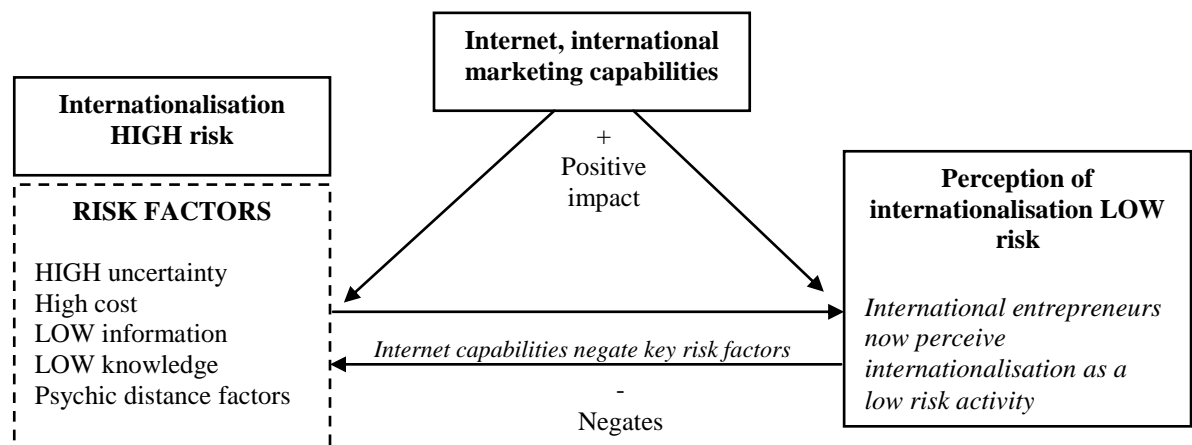 Internet, international
marketing capabilities
Internationalisation
HIGH risk
+
Positive
impact
RISK FACTORS
HIGH uncertainty
High cost
LOW information
LOW knowledge
Psychic distance factors
Perception of
internationalisation LOW
risk
International entrepreneurs
now perceive
internationalisation as a
low risk activity
Internet capabilities negate key risk factors
-
Negates